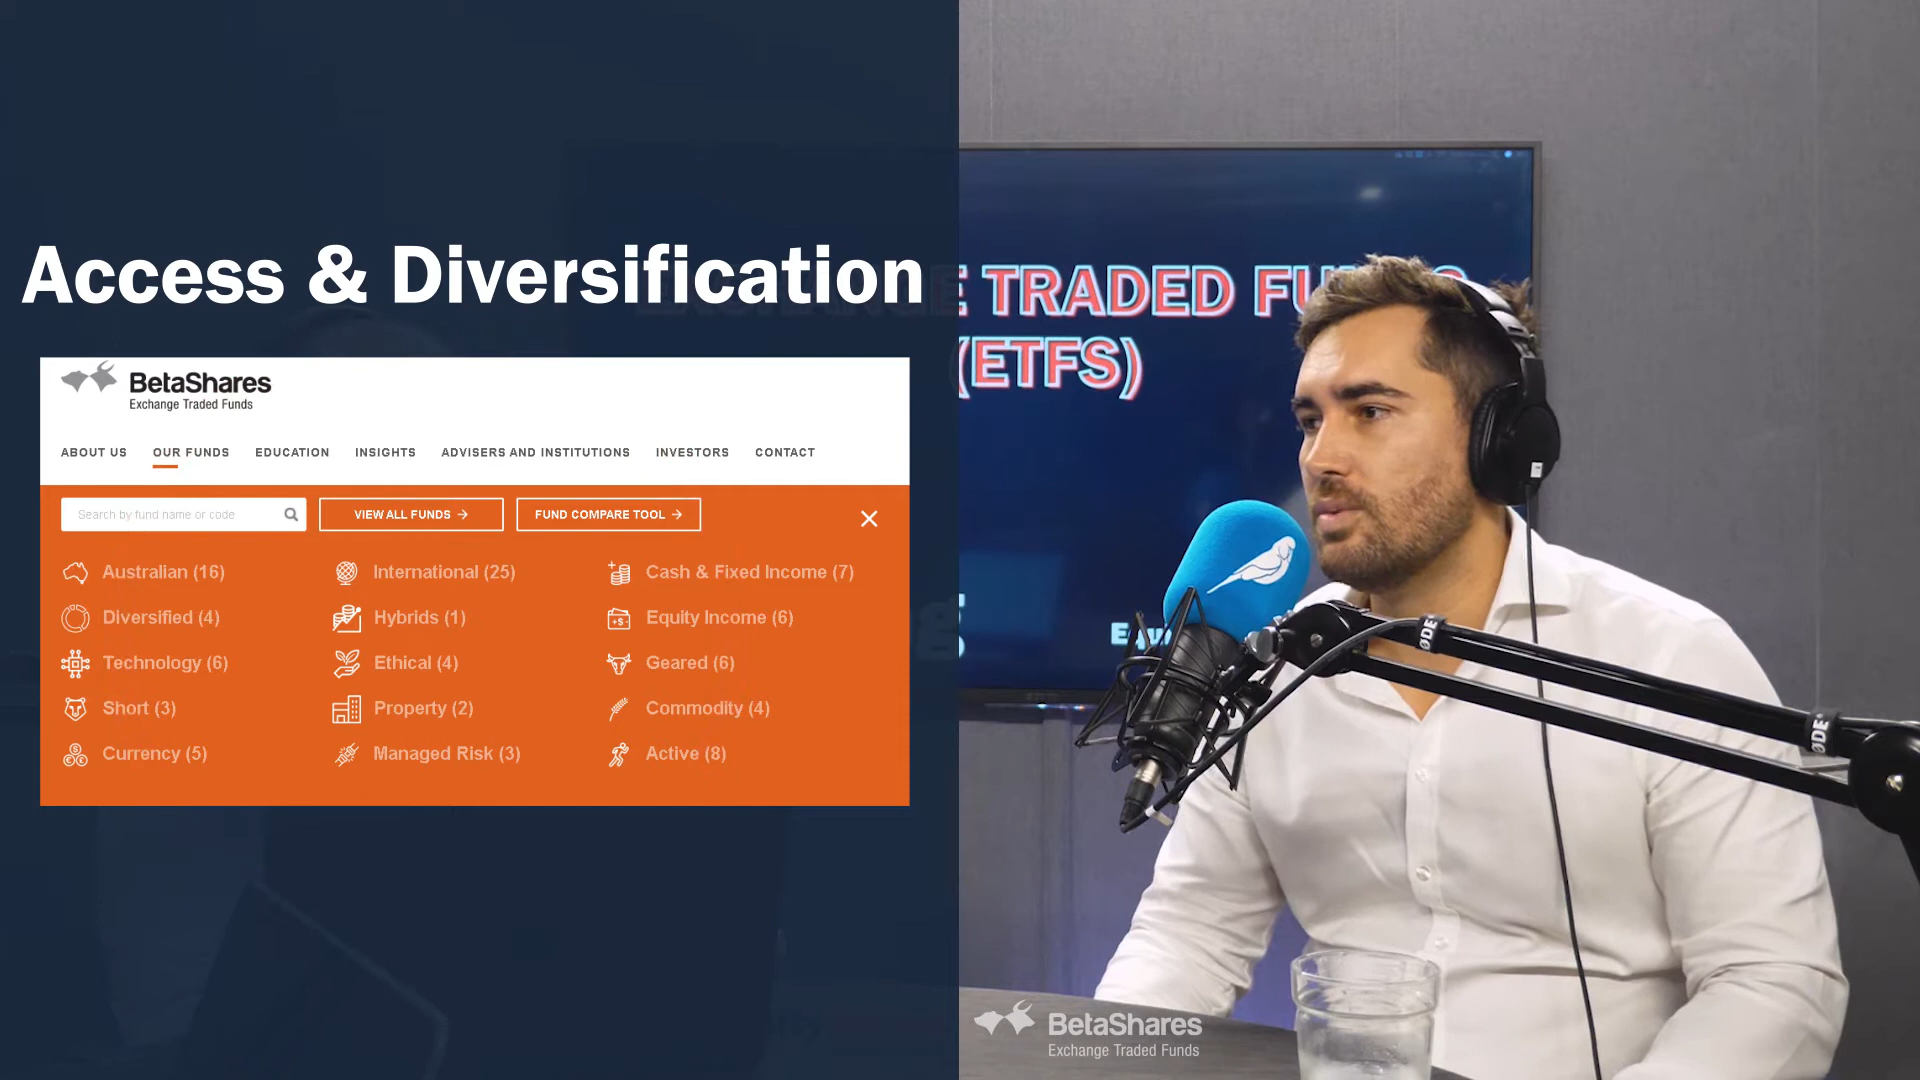 Access & Diversification
BetaShares
Exchange Traded Funds
ABOUT US OUR FUNDS EDUCATION INSIGHTS ADVISERS AND INSTITUTIONS INVESTORS CONTACT
Search by fund name or code VIEW ALL FUNDS → FUND COMPARE TOOL →
Australian (16) International (25) Cash & Fixed Income (7)
Diversified (4) Hybrids (1) Equity Income (6)
Technology (6) Ethical (4) Geared (6)
Short (3) Property (2) Commodity (4)
Currency (5) Managed Risk (3) Active (8)
TRADED
(ETFS)
RØDE
BetaShares
Exchange Traded Funds